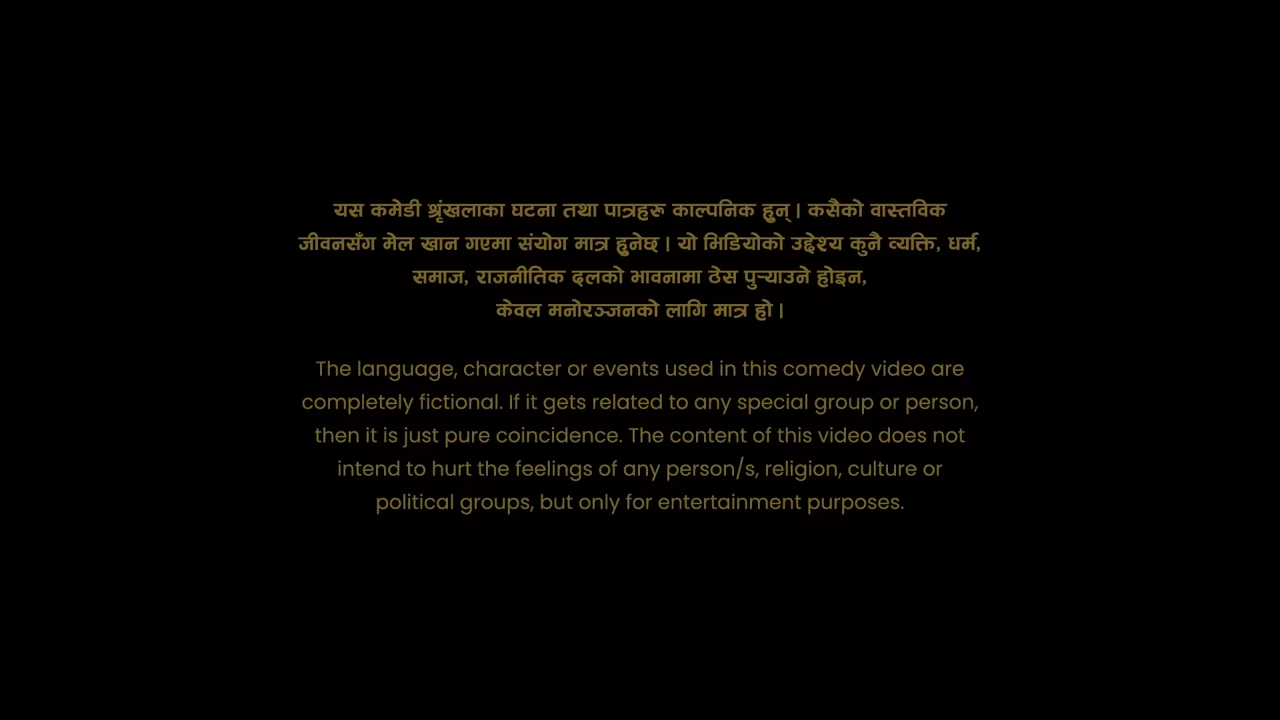 यस कमेडी श्रृंखलाका घटना तथा पात्रहरू काल्पनिक हुन् । कसैको वास्तविक
जीवनसँग मेल खान गएमा संयोग मात्र हुनेछ । यो भिडियोको उद्देश्य कुनै व्यक्ति, धर्म,
समाज, राजनीतिक दलको भावनामा ठेस पुऱ्याउने होइन,
केवल मनोरञ्जनको लागि मात्र हो ।
The language, character or events used in this comedy video are
completely fictional. If it gets related to any special group or person,
then it is just pure coincidence. The content of this video does not
intend to hurt the feelings of any person/s, religion, culture or
political groups, but only for entertainment purposes.